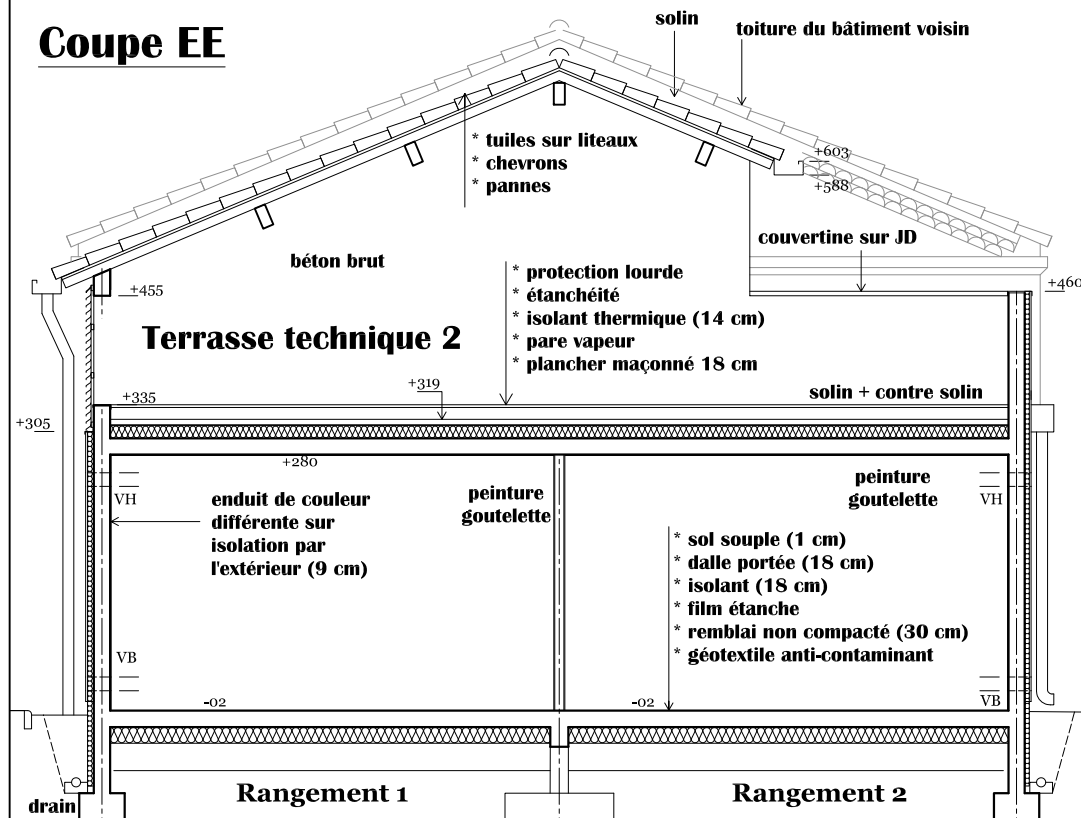 Coupe EE
solin
toiture du bâtiment voisin
* tuiles sur liteaux
* chevrons
* pannes
+603
+588
couvertine sur JD
béton brut
* protection lourde
* étanchéité
* isolant thermique (14 cm)
* pare vapeur
* plancher maçonné 18 cm
+455
+460
Terrasse technique 2
+335
+319
solin + contre solin
+305
+280
VH
enduit de couleur
différente sur
isolation par
l'extérieur (9 cm)
peinture
goutelette
peinture
goutelette
VH
* sol souple (1 cm)
* dalle portée (18 cm)
* isolant (18 cm)
* film étanche
* remblai non compacté (30 cm)
* géotextile anti-contaminant
VB
-02
-02
VB
drain
Rangement 1
Rangement 2